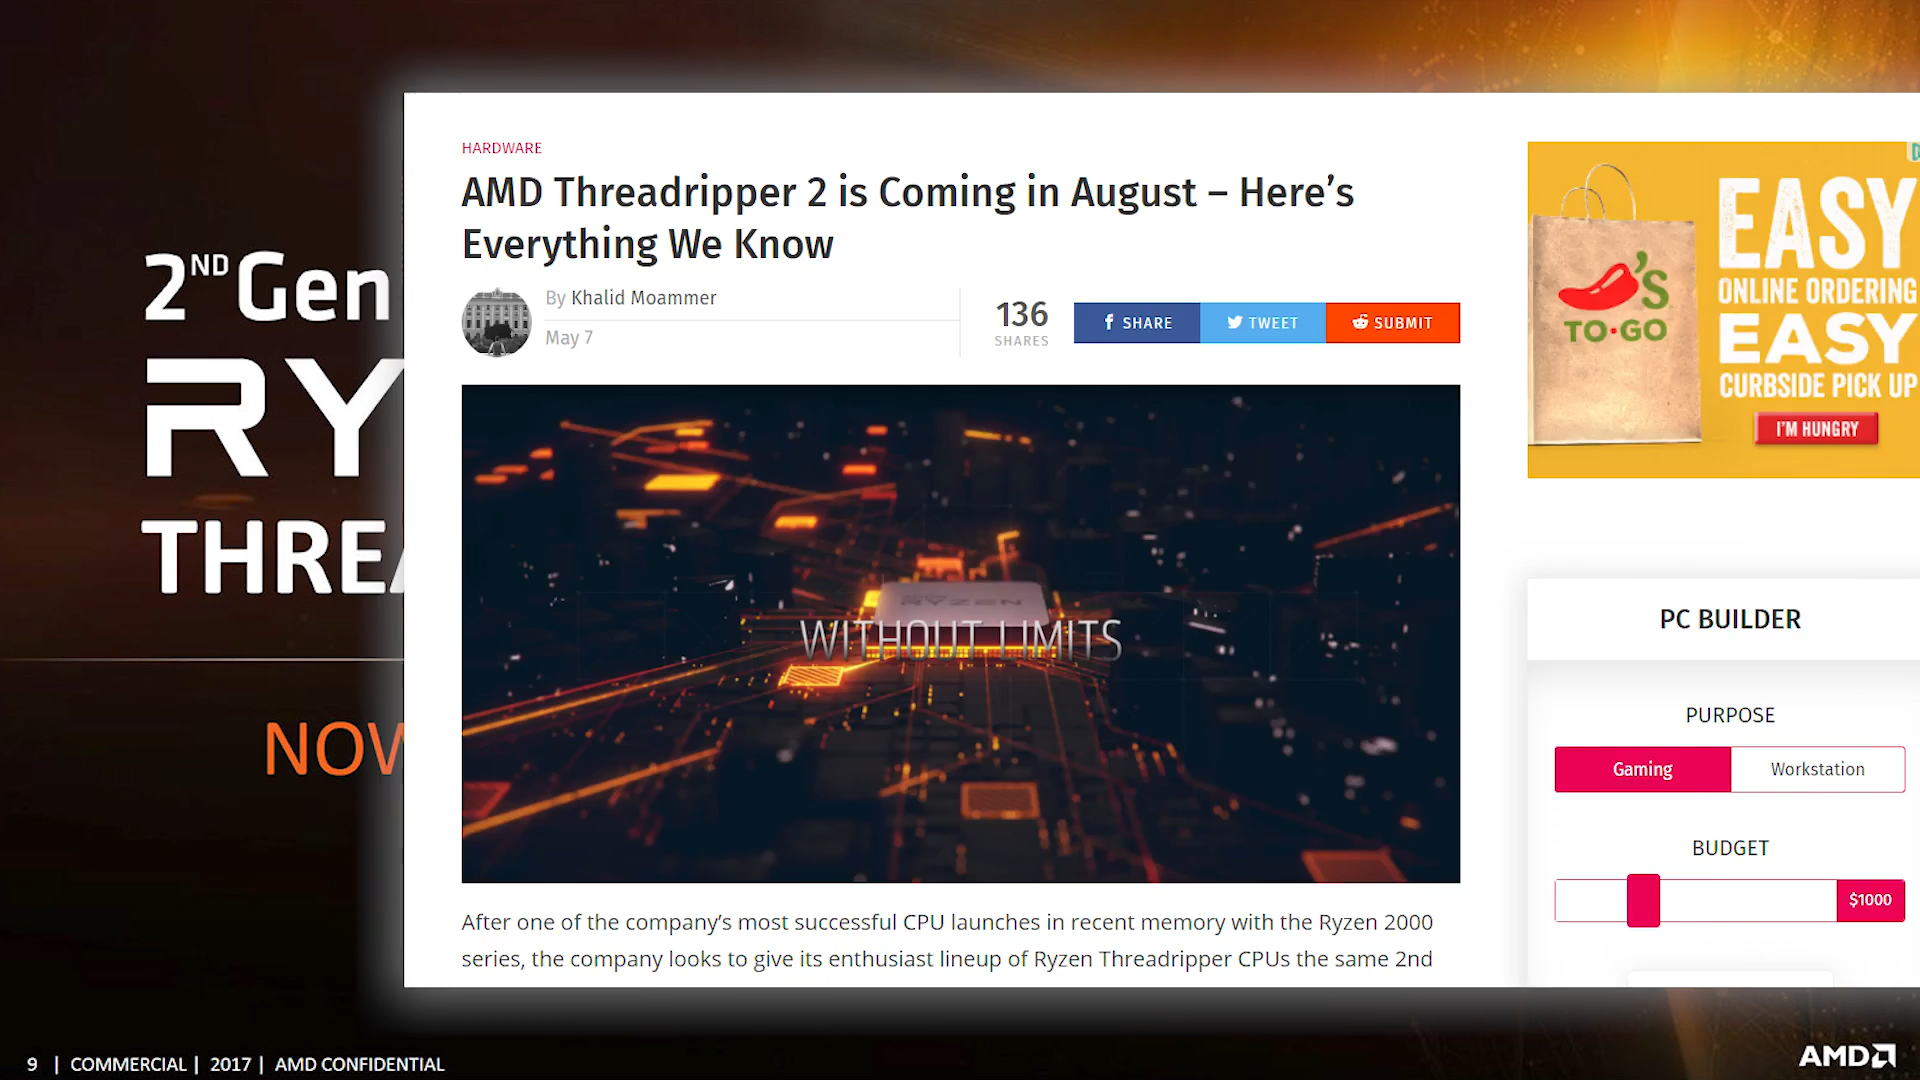 2ND Gen
RY
THREA
NOW
HARDWARE
AMD Threadripper 2 is Coming in August – Here's
Everything We Know
By Khalid Moammer
May 7
136
SHARES
SHARE
TWEET
SUBMIT
RYZEN
WITHOUT LIMITS
After one of the company's most successful CPU launches in recent memory with the Ryzen 2000
series, the company looks to give its enthusiast lineup of Ryzen Threadripper CPUs the same 2nd
'S
TO•GO
EASY
ONLINE ORDERING
EASY
CURBSIDE PICK UP
I'M HUNGRY
PC BUILDER
PURPOSE
Gaming
Workstation
BUDGET
$1000
9 | COMMERCIAL | 2017 | AMD CONFIDENTIAL
AMD